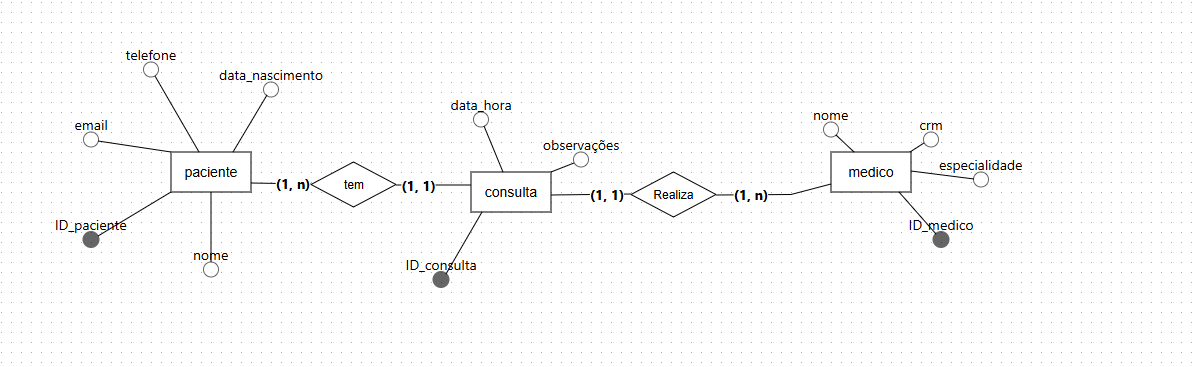 telefone
data_nascimento
email
paciente
ID_paciente
nome
(1, n)
tem
(1, 1)
data_hora
observações
consulta
ID_consulta
(1, 1)
Realiza
(1, n)
nome
crm
especialidade
medico
ID_medico